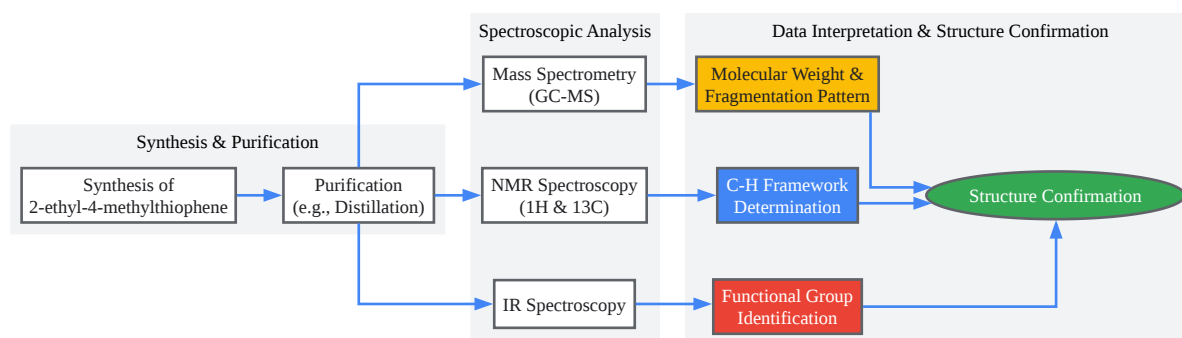 Spectroscopic Analysis
Data Interpretation & Structure Confirmation
Mass Spectrometry
(GC-MS)
Molecular Weight &
Fragmentation Pattern
Synthesis & Purification
Synthesis of
2-ethyl-4-methylthiophene
Purification
(e.g., Distillation)
NMR Spectroscopy
(1H & 13C)
C-H Framework
Determination
Structure Confirmation
IR Spectroscopy
Functional Group
Identification